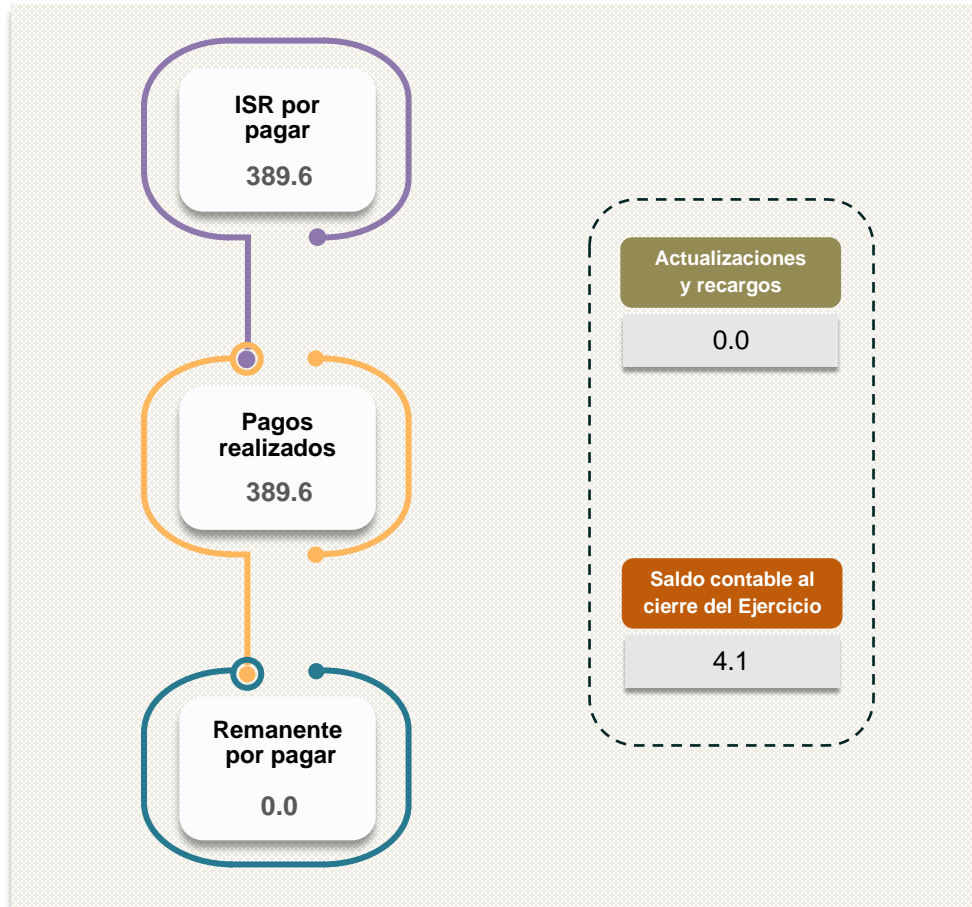 ISR por
pagar
389.6
Pagos
realizados
389.6
Remanente
por pagar
0.0
Actualizaciones
y recargos
0.0
Saldo contable al
cierre del Ejercicio
4.1